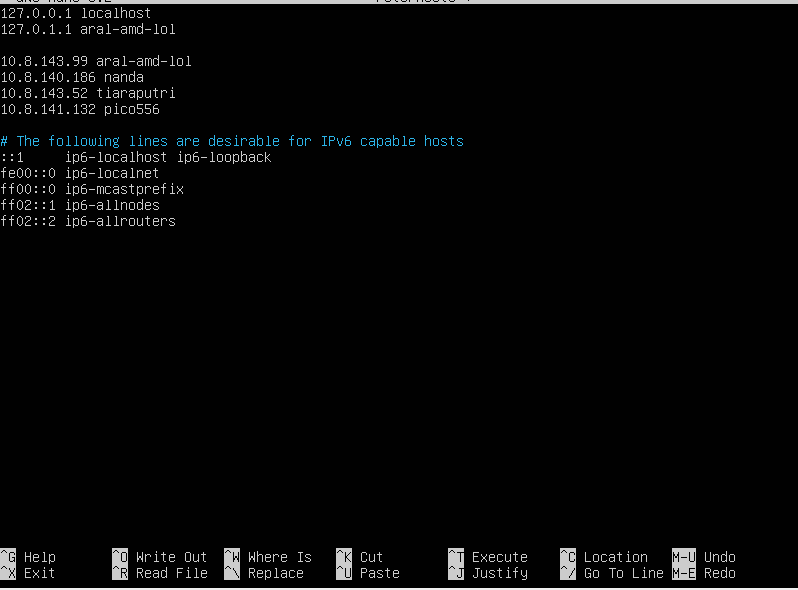 127.0.0.1 localhost
127.0.1.1 aral-amd-lol
10.8.143.99 aral-amd-lol
10.8.140.186 nanda
10.8.143.52 tiaraputri
10.8.141.132 pico556
# The following lines are desirable for IPv6 capable hosts
::1 ip6-localhost ip6-loopback
fe00::0 ip6-localnet
ff00::0 ip6-mcastprefix
ff02::1 ip6-allnodes
ff02::2 ip6-allrouters
^G Help ^O Write Out ^W Where Is ^K Cut ^T Execute ^C Location M-U Undo
^X Exit ^R Read File ^\ Replace ^U Paste ^J Justify ^/ Go To Line M-E Redo